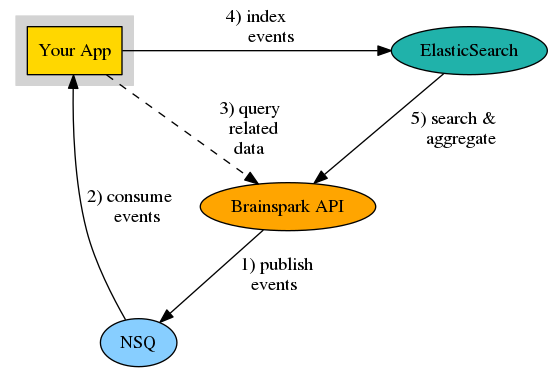 4) index
events
Your App
ElasticSearch
3) query
related
data
5) search &
aggregate
2) consume
events
Brainspark API
1) publish
events
NSQ